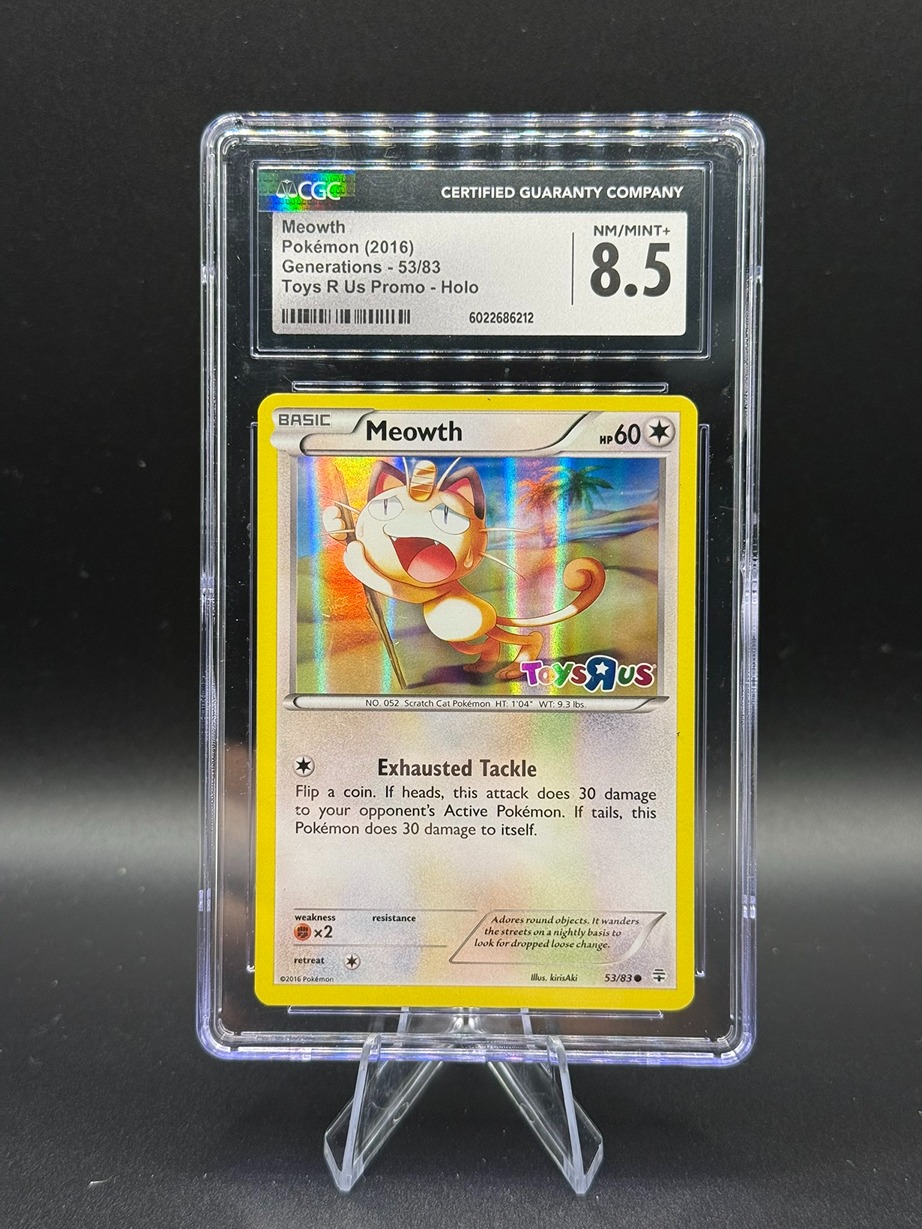 CGC
CERTIFIED GUARANTY COMPANY
Meowth
Pokémon (2016)
Generations - 53/83
Toys R Us Promo - Holo
NM/MINT+
8.5
6022686212
BASIC
Meowth
HP60
ToysЯUs
NO. 052 Scratch Cat Pokémon HT: 1'04" WT: 9.3 lbs.
Exhausted Tackle
Flip a coin. If heads, this attack does 30 damage
to your opponent's Active Pokémon. If tails, this
Pokémon does 30 damage to itself.
weakness
resistance
×2
retreat
Adores round objects. It wanders
the streets on a nightly basis to
look for dropped loose change.
©2016 Pokémon
Illus. kirisAki
53/83